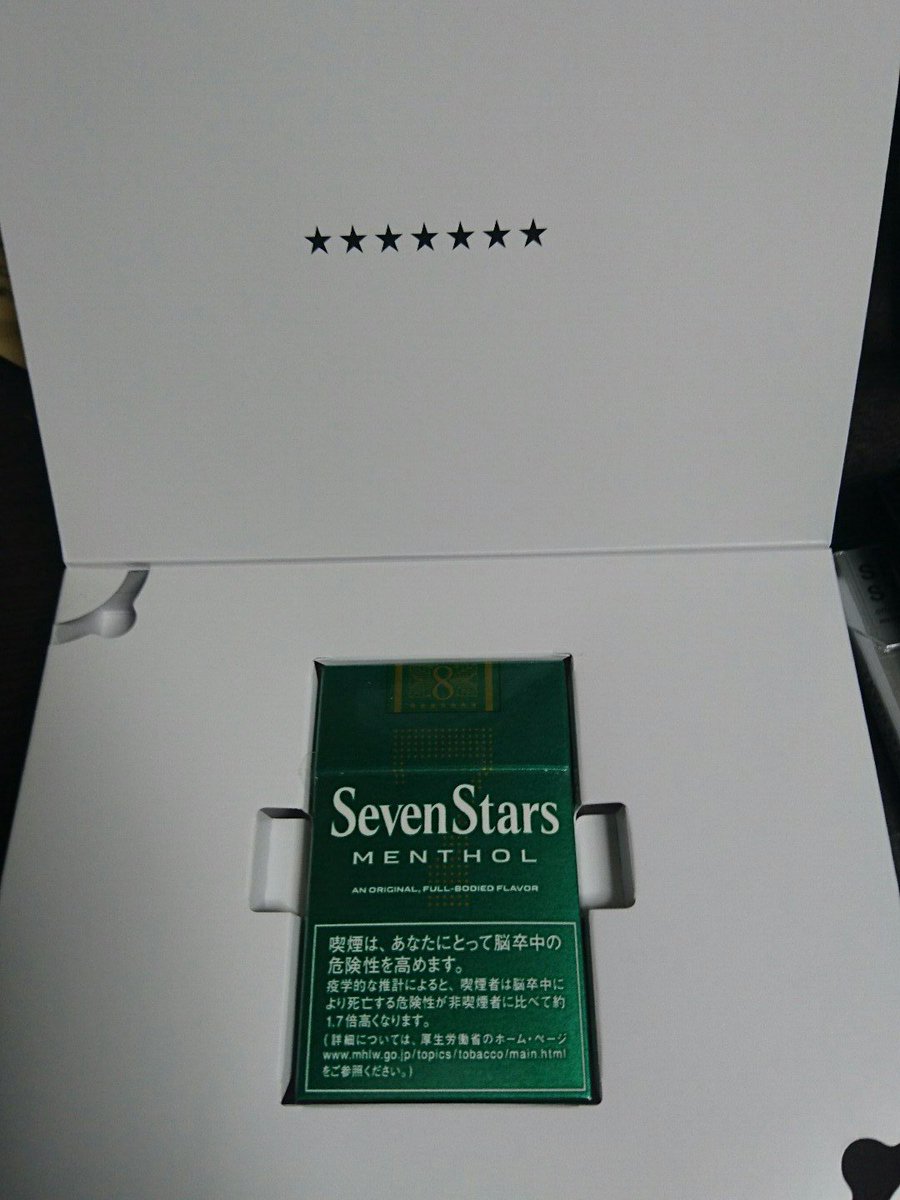 ★★★★★★★
8
SevenStars
MENTHOL
AN ORIGINAL, FULL-BODIED FLAVOR
喫煙は、あなたにとって脳卒中の
危険性を高めます。
疫学的な推計によると、喫煙者は脳卒中に
より死亡する危険性が非喫煙者に比べて約
1.7倍高くなります。
(詳細については、厚生労働省のホーム・ページ
www.mhlw.go.jp/topics/tobacco/main.html
をご参照ください。)